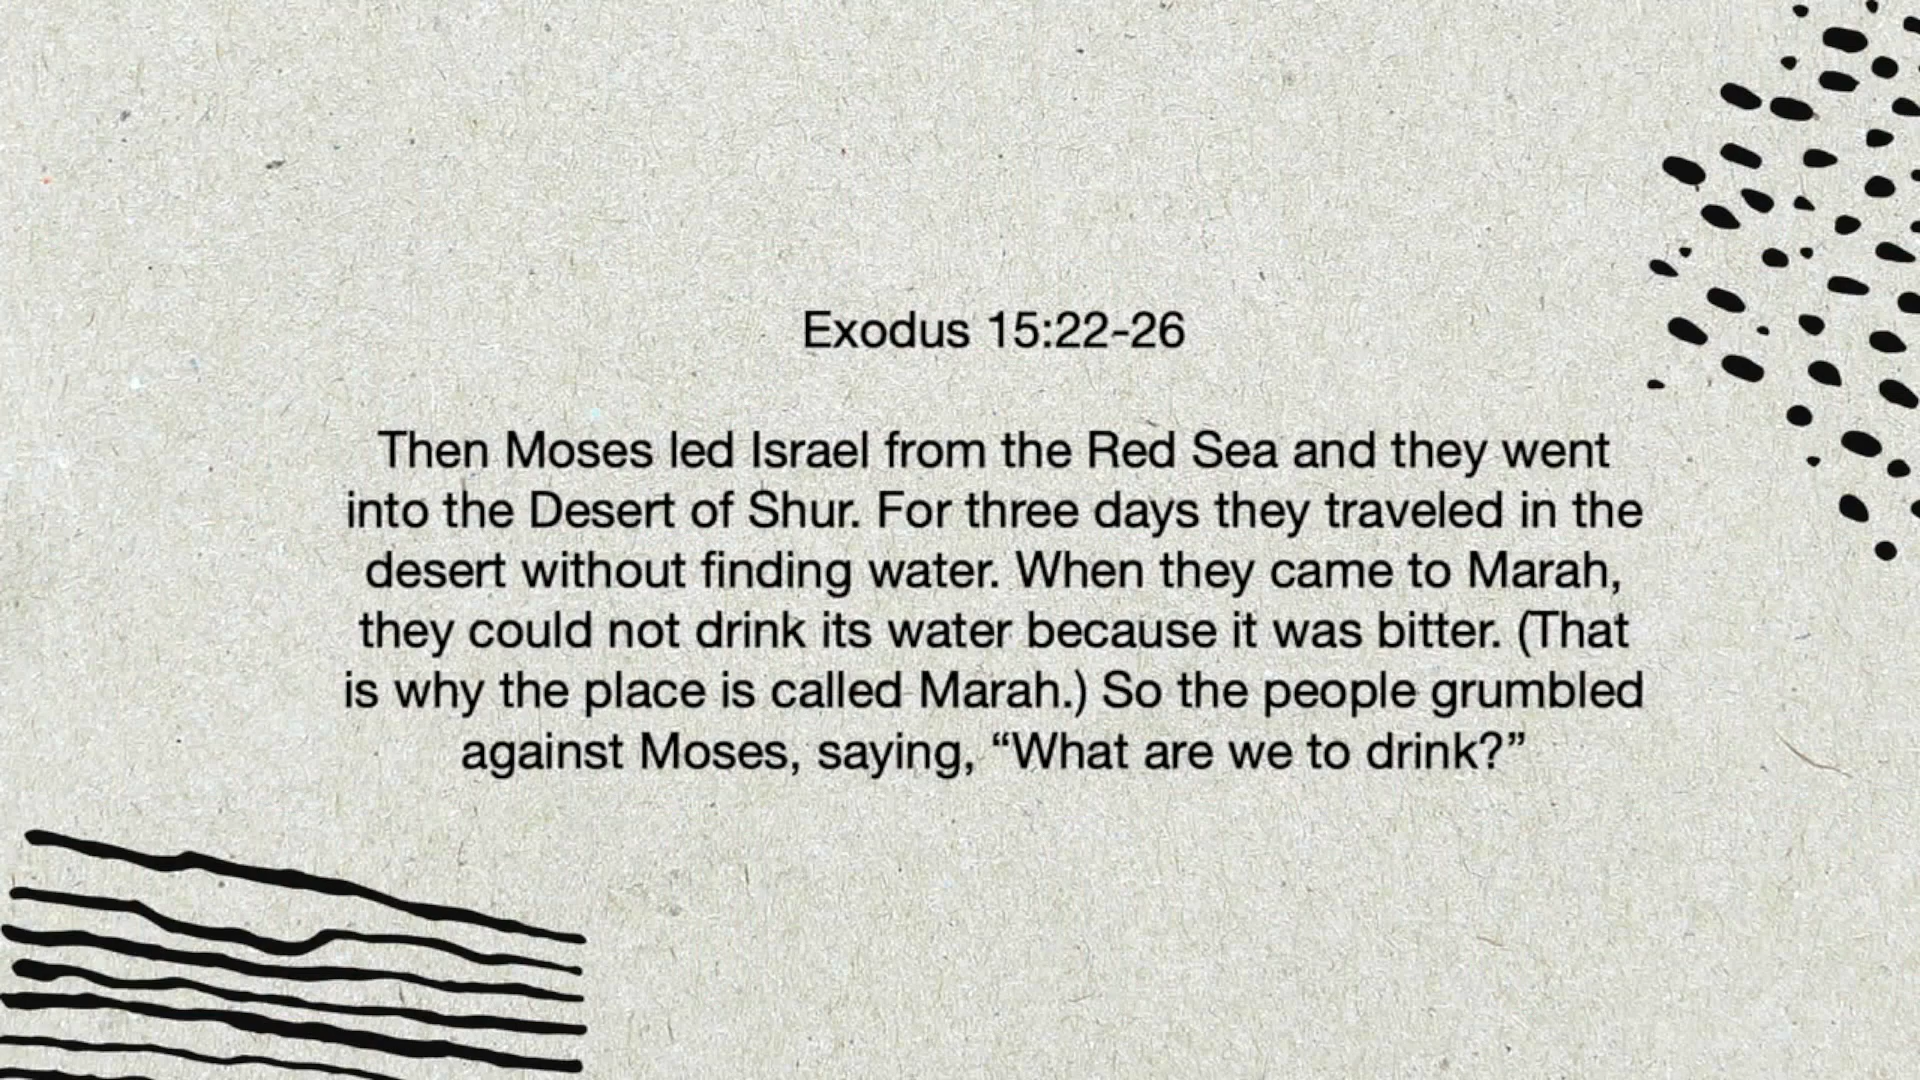 Exodus 15:22-26
Then Moses led Israel from the Red Sea and they went
into the Desert of Shur. For three days they traveled in the
desert without finding water. When they came to Marah,
they could not drink its water because it was bitter. (That
is why the place is called Marah.) So the people grumbled
against Moses, saying, “What are we to drink?”